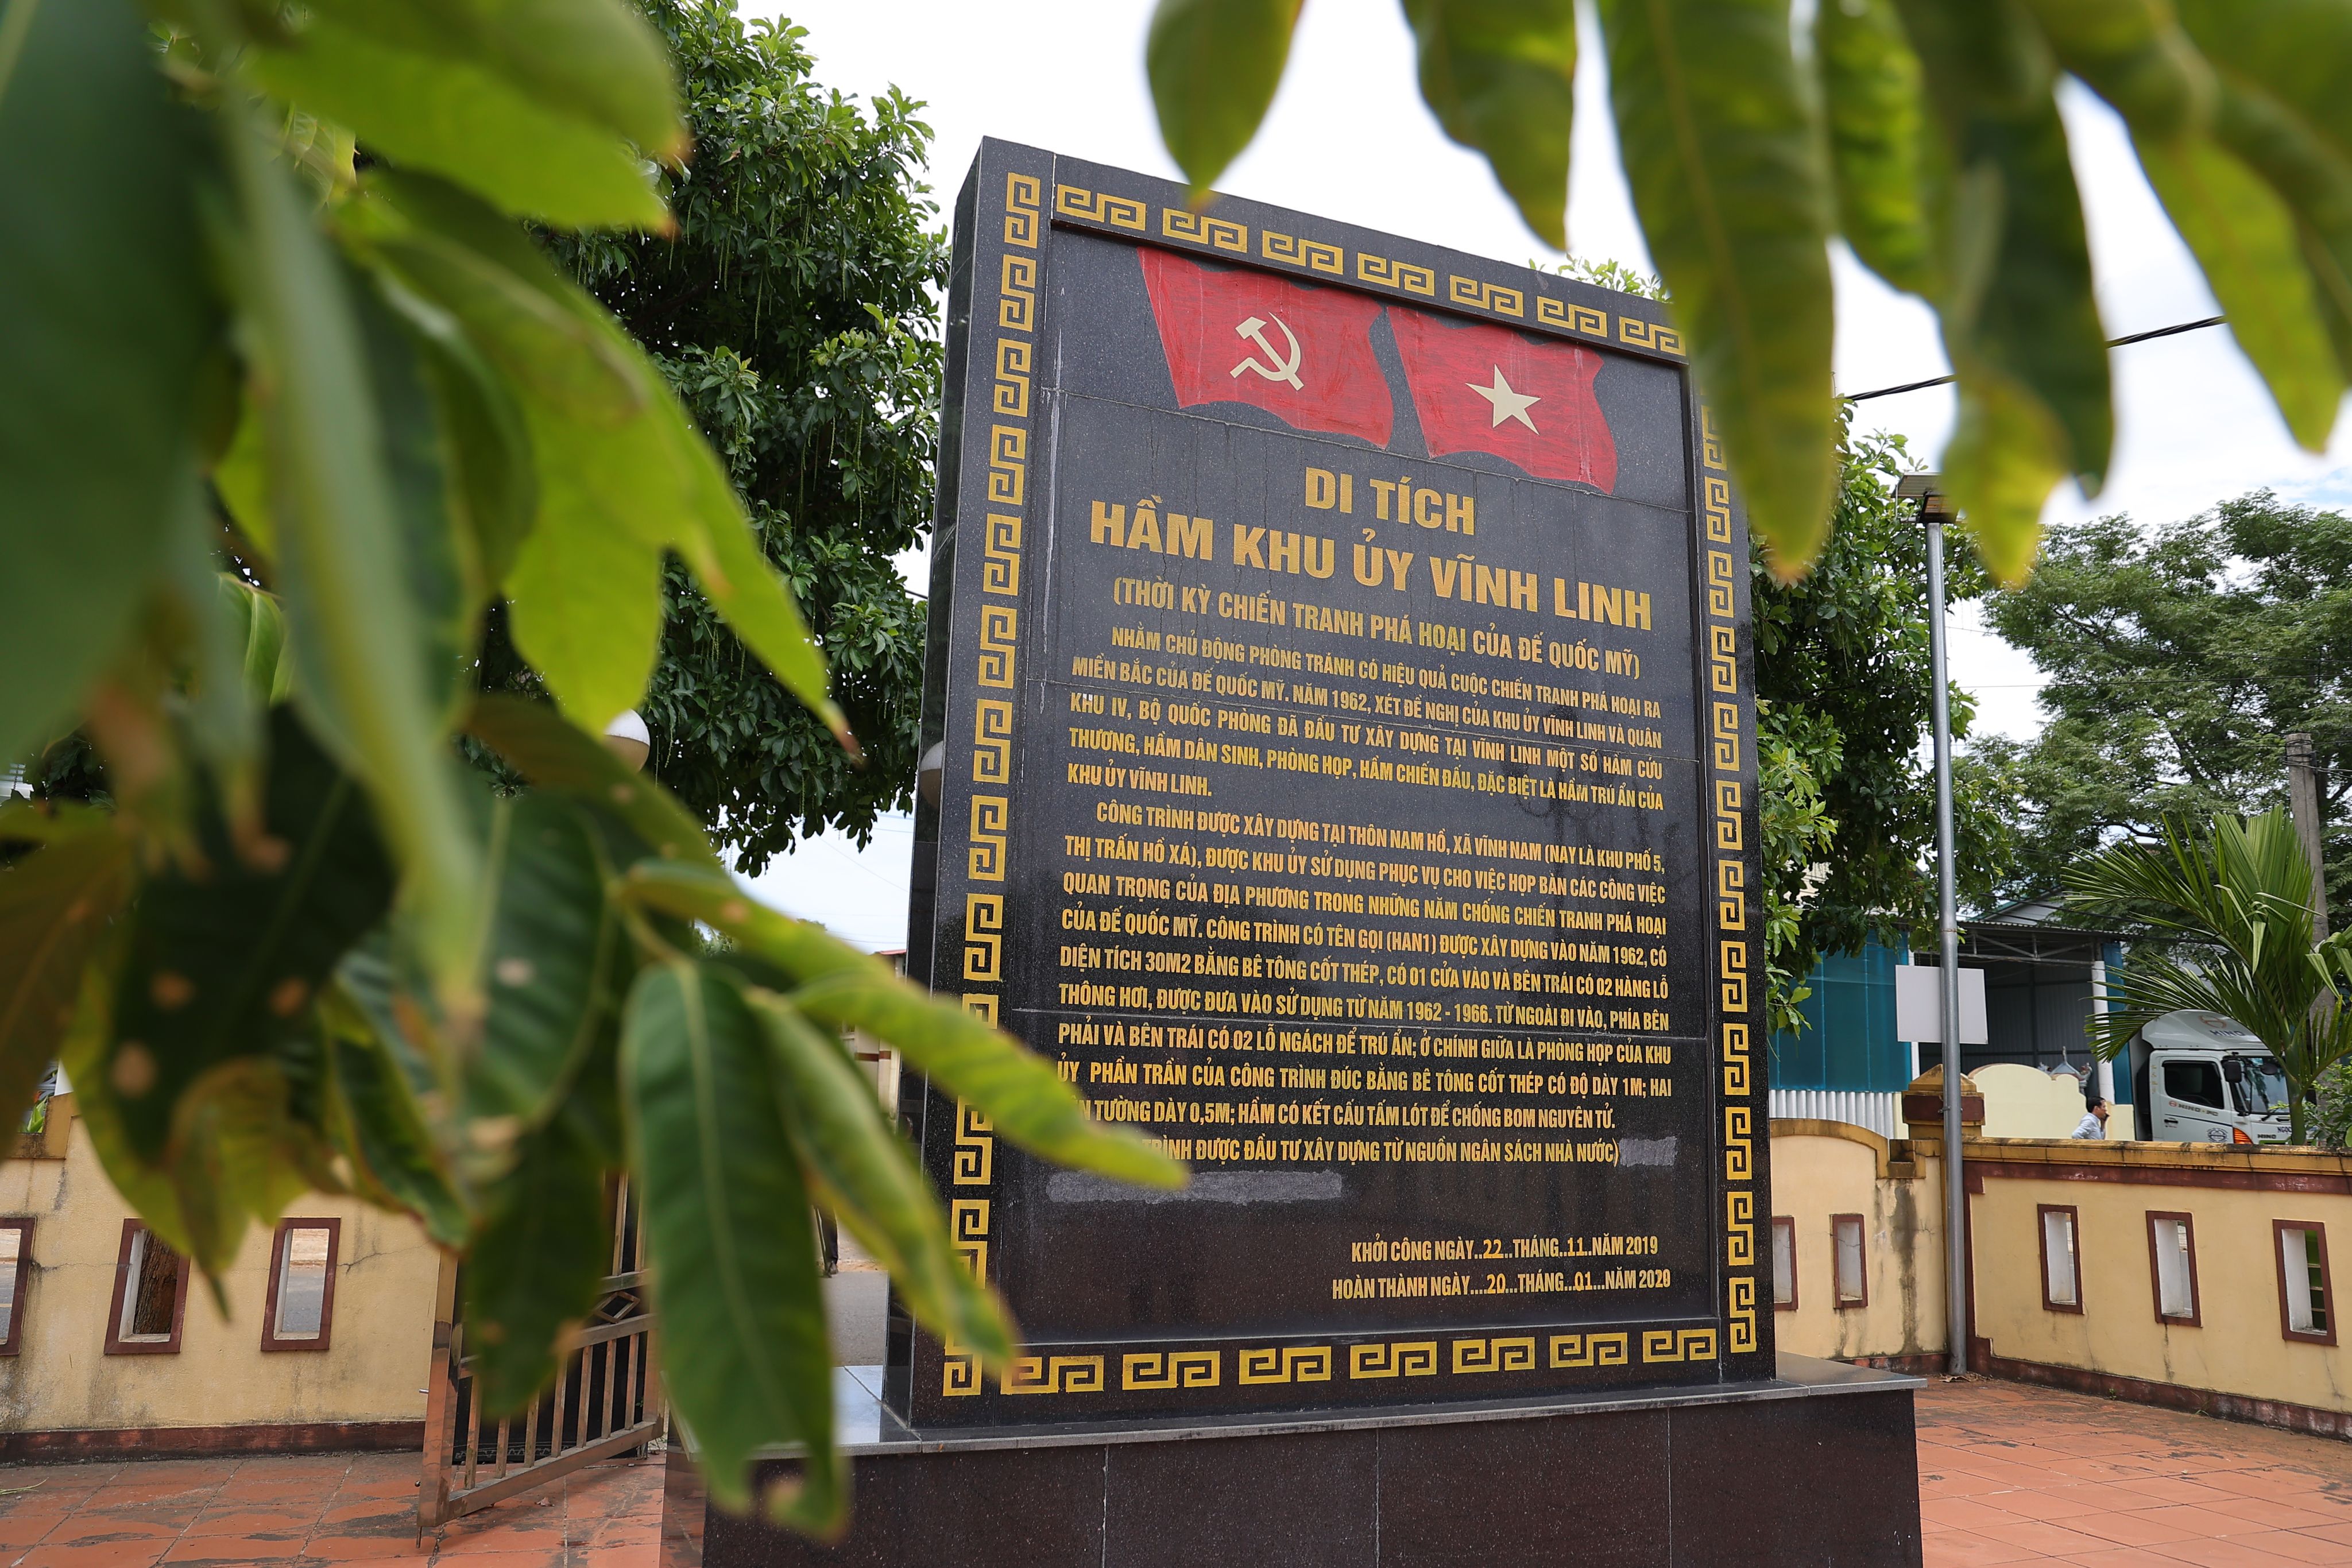 DI TÍCH
HẦM KHU ỦY VĨNH LINH
(THỜI KỲ CHIẾN TRANH PHÁ HOẠI CỦA ĐẾ QUỐC MỸ)
NHẰM CHỦ ĐỘNG PHÒNG TRÁNH CÓ HIỆU QUẢ CUỘC CHIẾN TRANH PHÁ HOẠI RA
MIỀN BẮC CỦA ĐẾ QUỐC MỸ. NĂM 1962, XÉT ĐỀ NGHỊ CỦA KHU ỦY VĨNH LINH VÀ QUÂN
KHU IV, BỘ QUỐC PHÒNG ĐÃ ĐẦU TƯ XÂY DỰNG TẠI VĨNH LINH MỘT SỐ HẦM CỨU
THƯƠNG, HẦM DÂN SINH, PHÒNG HỌP, HẦM CHIẾN ĐẤU, ĐẶC BIỆT LÀ HẦM TRÚ ẨN CỦA
KHU ỦY VĨNH LINH.
CÔNG TRÌNH ĐƯỢC XÂY DỰNG TẠI THÔN NAM HỒ, XÃ VĨNH NAM (NAY LÀ KHU PHỐ 5,
THỊ TRẤN HỒ XÁ), ĐƯỢC KHU ỦY SỬ DỤNG PHỤC VỤ CHO VIỆC HỌP BÀN CÁC CÔNG VIỆC
QUAN TRỌNG CỦA ĐỊA PHƯƠNG TRONG NHỮNG NĂM CHỐNG CHIẾN TRANH PHÁ HOẠI
CỦA ĐẾ QUỐC MỸ. CÔNG TRÌNH CÓ TÊN GỌI (HAN1) ĐƯỢC XÂY DỰNG VÀO NĂM 1962, CÓ
DIỆN TÍCH 30M2 BẰNG BÊ TÔNG CỐT THÉP, CÓ 01 CỬA VÀO VÀ BÊN TRÁI CÓ 02 HÀNG LỖ
THÔNG HƠI, ĐƯỢC ĐƯA VÀO SỬ DỤNG TỪ NĂM 1962 - 1966. TỪ NGOÀI ĐI VÀO, PHÍA BÊN
PHẢI VÀ BÊN TRÁI CÓ 02 LỖ NGÁCH ĐỂ TRÚ ẨN; Ở CHÍNH GIỮA LÀ PHÒNG HỌP CỦA KHU
ỦY PHẦN TRẦN CỦA CÔNG TRÌNH ĐÚC BẰNG BÊ TÔNG CỐT THÉP CÓ ĐỘ DÀY 1M; HAI
TƯỜNG DÀY 0,5M; HẦM CÓ KẾT CẤU TẤM LÓT ĐỂ CHỐNG BOM NGUYÊN TỬ.
TRÌNH ĐƯỢC ĐẦU TƯ XÂY DỰNG TỪ NGUỒN NGÂN SÁCH NHÀ NƯỚC)
KHỞI CÔNG NGÀY..22...THÁNG..11..NĂM 2019
HOÀN THÀNH NGÀY....20...THÁNG...01...NĂM 2020